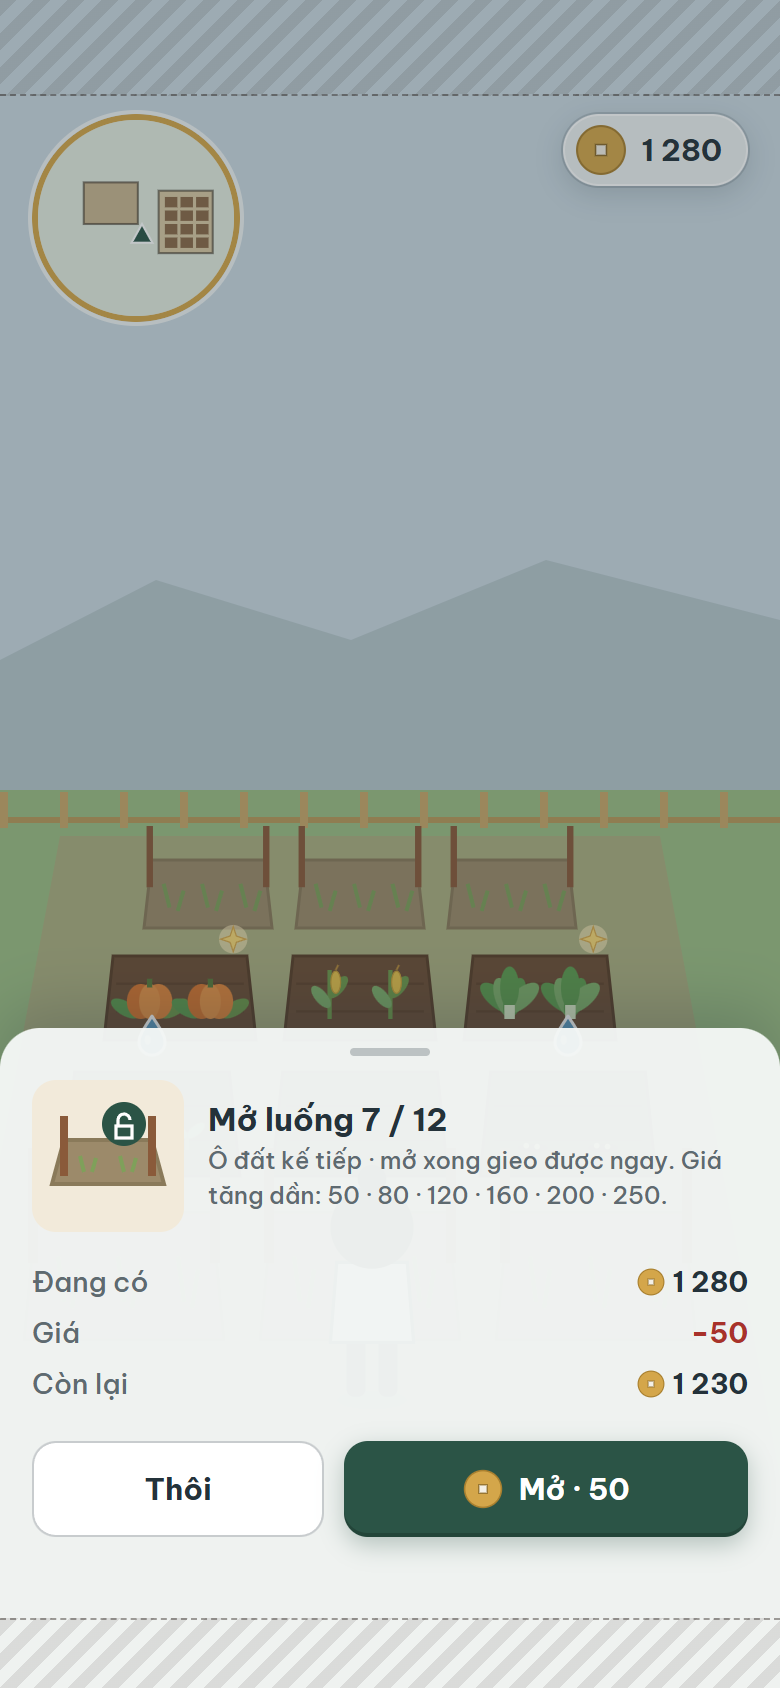 1 280
Mở luống 7 / 12
Ô đất kế tiếp · mở xong gieo được ngay. Giá
tăng dần: 50 · 80 · 120 · 160 · 200 · 250.
Đang có 1 280
Giá −50
Còn lại 1 230
Thôi Mở · 50